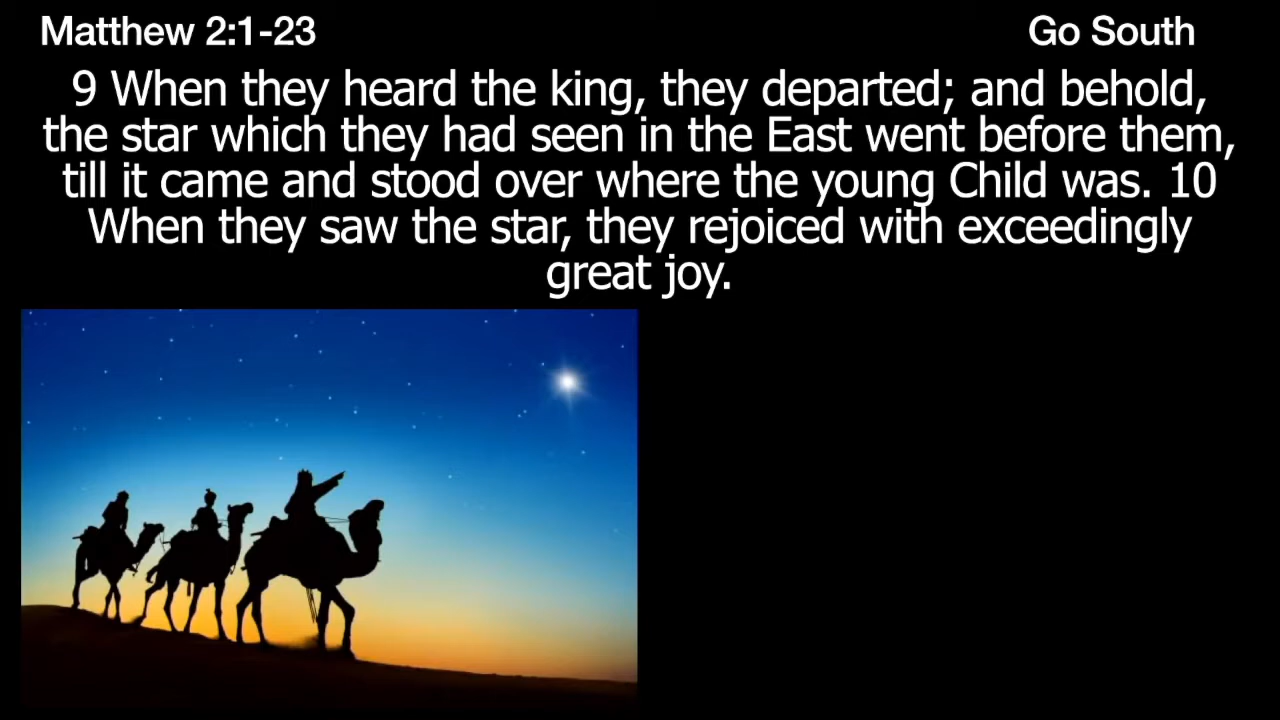 Matthew 2:1-23 Go South
9 When they heard the king, they departed; and behold,
the star which they had seen in the East went before them,
till it came and stood over where the young Child was. 10
When they saw the star, they rejoiced with exceedingly
great joy.